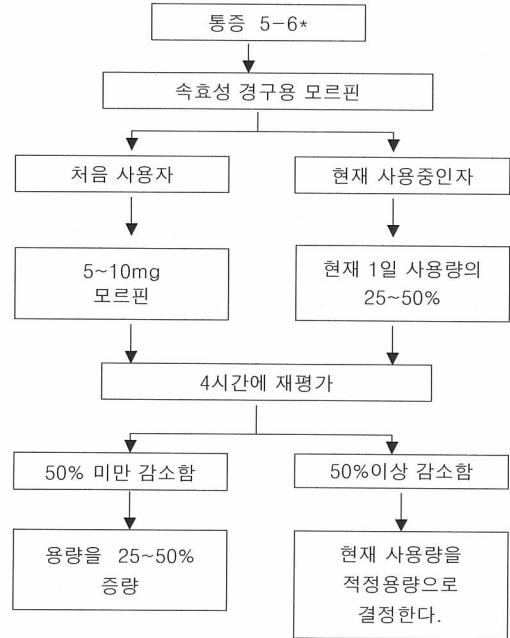 통증 5-6*
속효성 경구용 모르핀
처음 사용자
현재 사용중인자
5~10mg
모르핀
현재 1일 사용량의
25~50%
4시간에 재평가
50% 미만 감소함
50%이상 감소함
용량을 25~50%
증량
현재 사용량을
적정용량으로
결정한다.